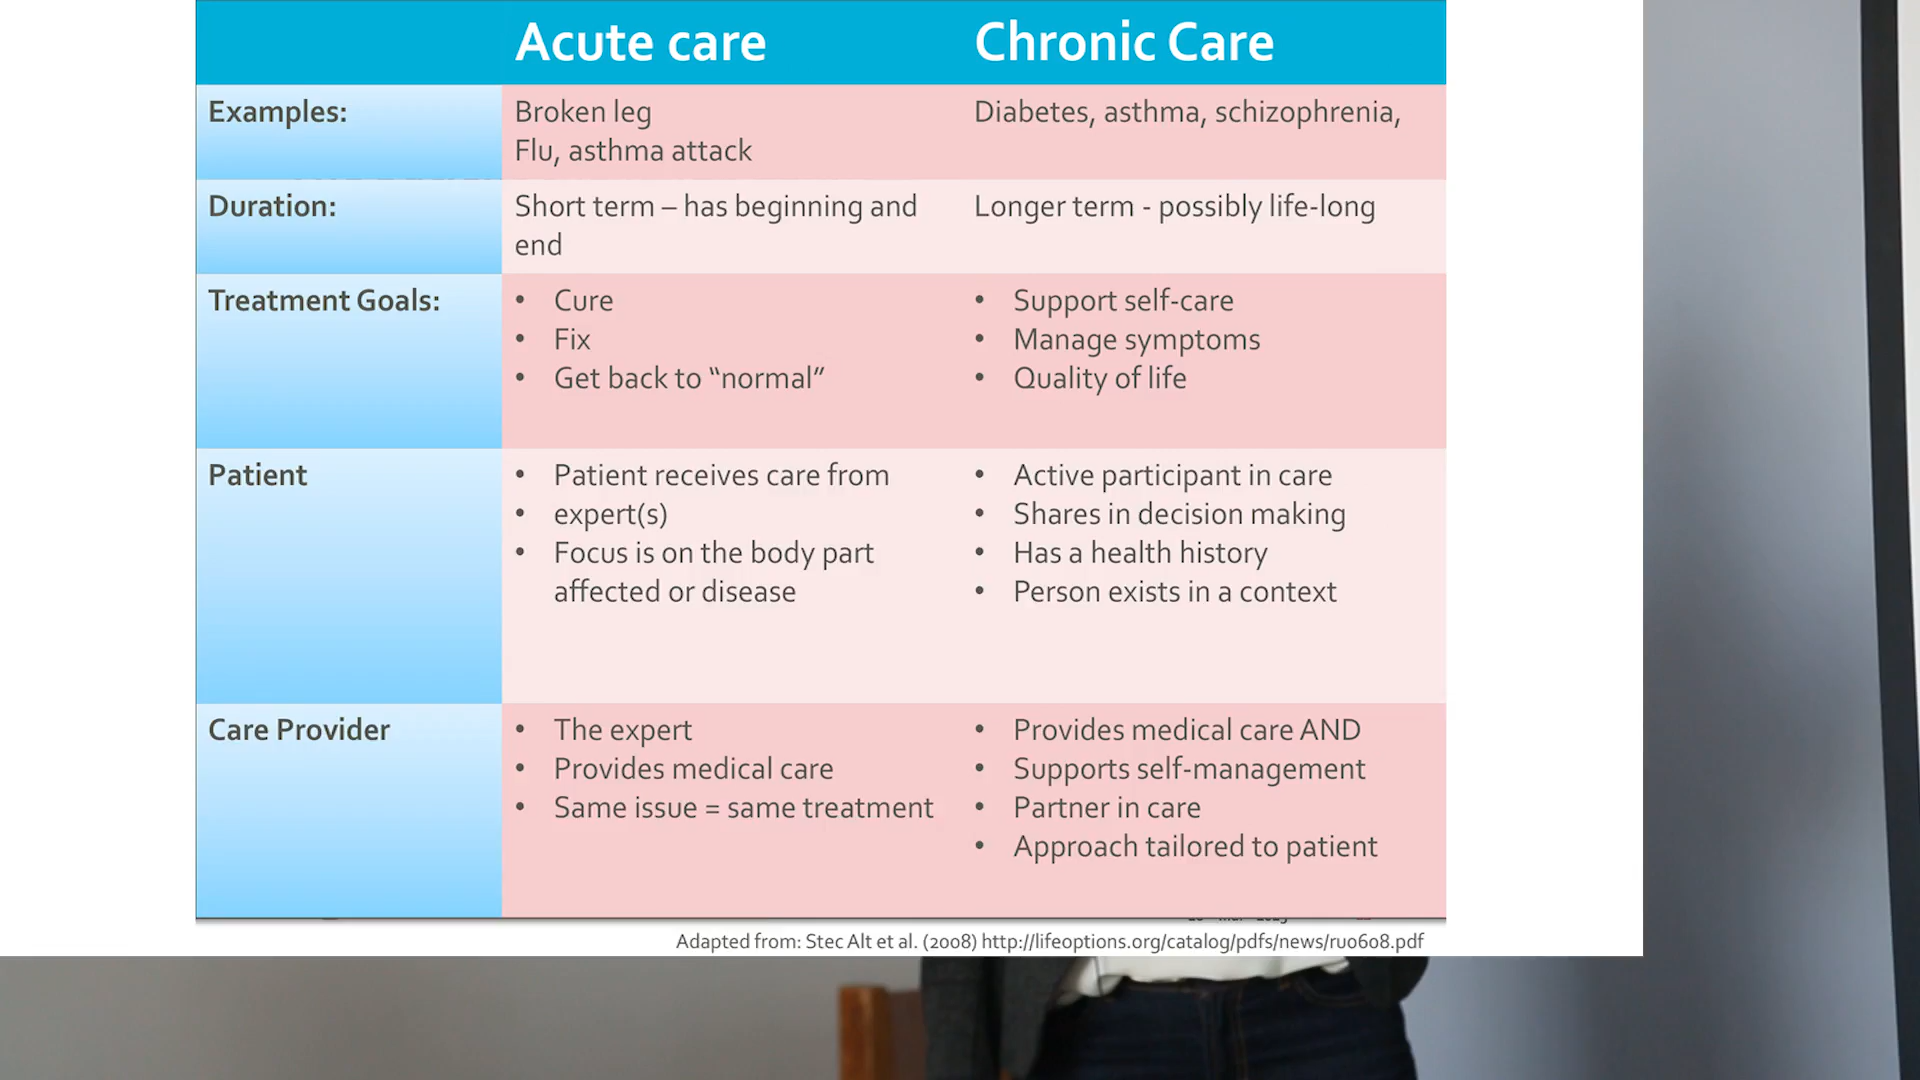 Acute care
Chronic Care
Examples:
Broken leg
Flu, asthma attack
Diabetes, asthma, schizophrenia,
Duration:
Short term – has beginning and
end
Longer term - possibly life-long
Treatment Goals:
• Cure
• Fix
• Get back to “normal”
• Support self-care
• Manage symptoms
• Quality of life
Patient
• Patient receives care from
• expert(s)
• Focus is on the body part
affected or disease
• Active participant in care
• Shares in decision making
• Has a health history
• Person exists in a context
Care Provider
• The expert
• Provides medical care
• Same issue = same treatment
• Provides medical care AND
• Supports self-management
• Partner in care
• Approach tailored to patient
Adapted from: Stec Alt et al. (2008) http://lifeoptions.org/catalog/pdfs/news/ru0608.pdf